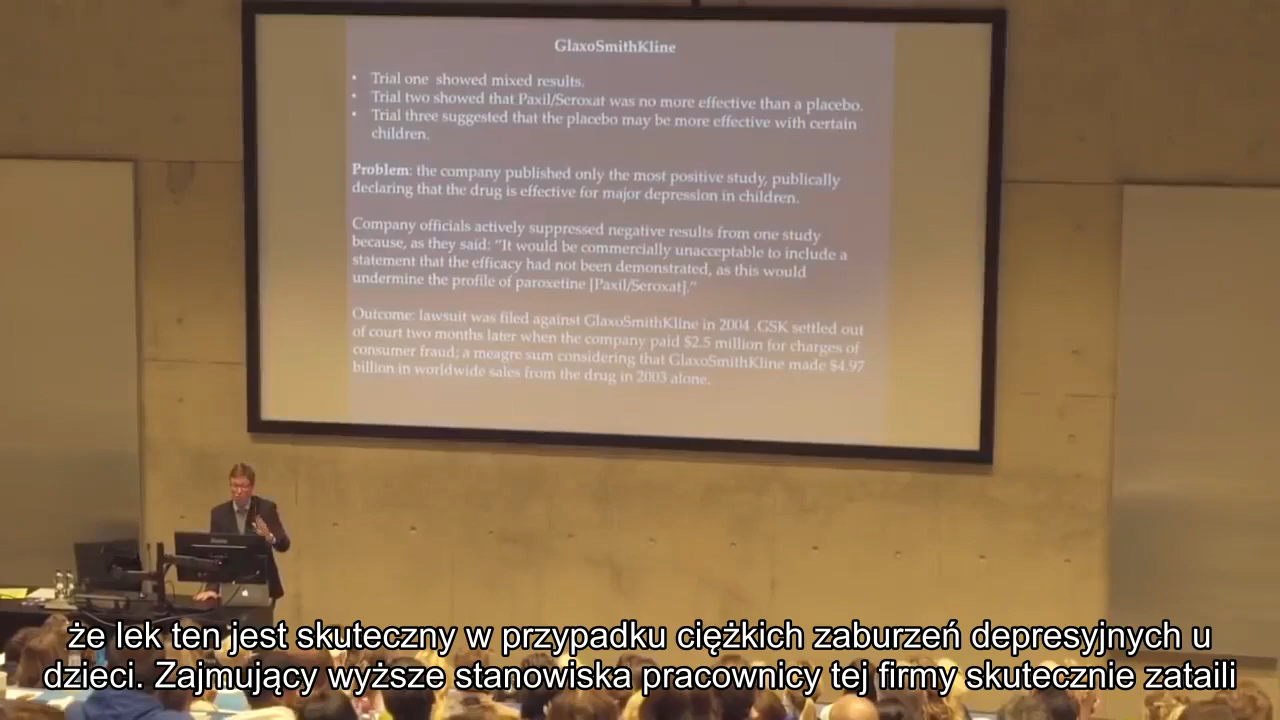 GlaxoSmithKline
• Trial one showed mixed results.
• Trial two showed that Paxil/Seroxat was no more effective than a placebo.
• Trial three suggested that the placebo may be more effective with certain
children.
Problem: the company published only the most positive study, publically
declaring that the drug is effective for major depression in children.
Company officials actively suppressed negative results from one study
because, as they said: “It would be commercially unacceptable to include a
statement that the efficacy had not been demonstrated, as this would
undermine the profile of paroxetine [Paxil/Seroxat].”
Outcome: lawsuit was filed against GlaxoSmithKline in 2004 .GSK settled out
of court two months later when the company paid $2.5 million for charges of
consumer fraud; a meagre sum considering that GlaxoSmithKline made $4.97
billion in worldwide sales from the drug in 2003 alone.
że lek ten jest skuteczny w przypadku ciężkich zaburzeń depresyjnych u
dzieci. Zajmujący wyższe stanowiska pracownicy tej firmy skutecznie zataili